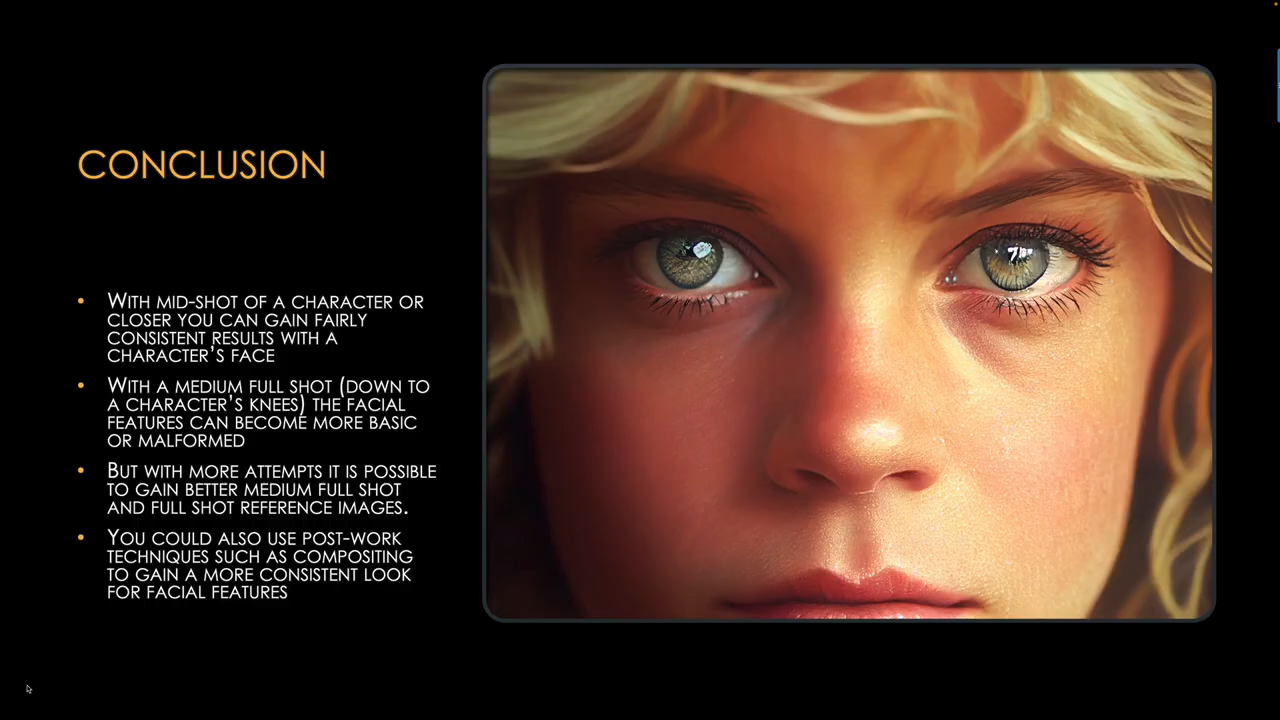 CONCLUSION
• WITH MID-SHOT OF A CHARACTER OR
CLOSER YOU CAN GAIN FAIRLY
CONSISTENT RESULTS WITH A
CHARACTER'S FACE
• WITH A MEDIUM FULL SHOT (DOWN TO
A CHARACTER'S KNEES) THE FACIAL
FEATURES CAN BECOME MORE BASIC
OR MALFORMED
• BUT WITH MORE ATTEMPTS IT IS POSSIBLE
TO GAIN BETTER MEDIUM FULL SHOT
AND FULL SHOT REFERENCE IMAGES.
• YOU COULD ALSO USE POST-WORK
TECHNIQUES SUCH AS COMPOSITING
TO GAIN A MORE CONSISTENT LOOK
FOR FACIAL FEATURES